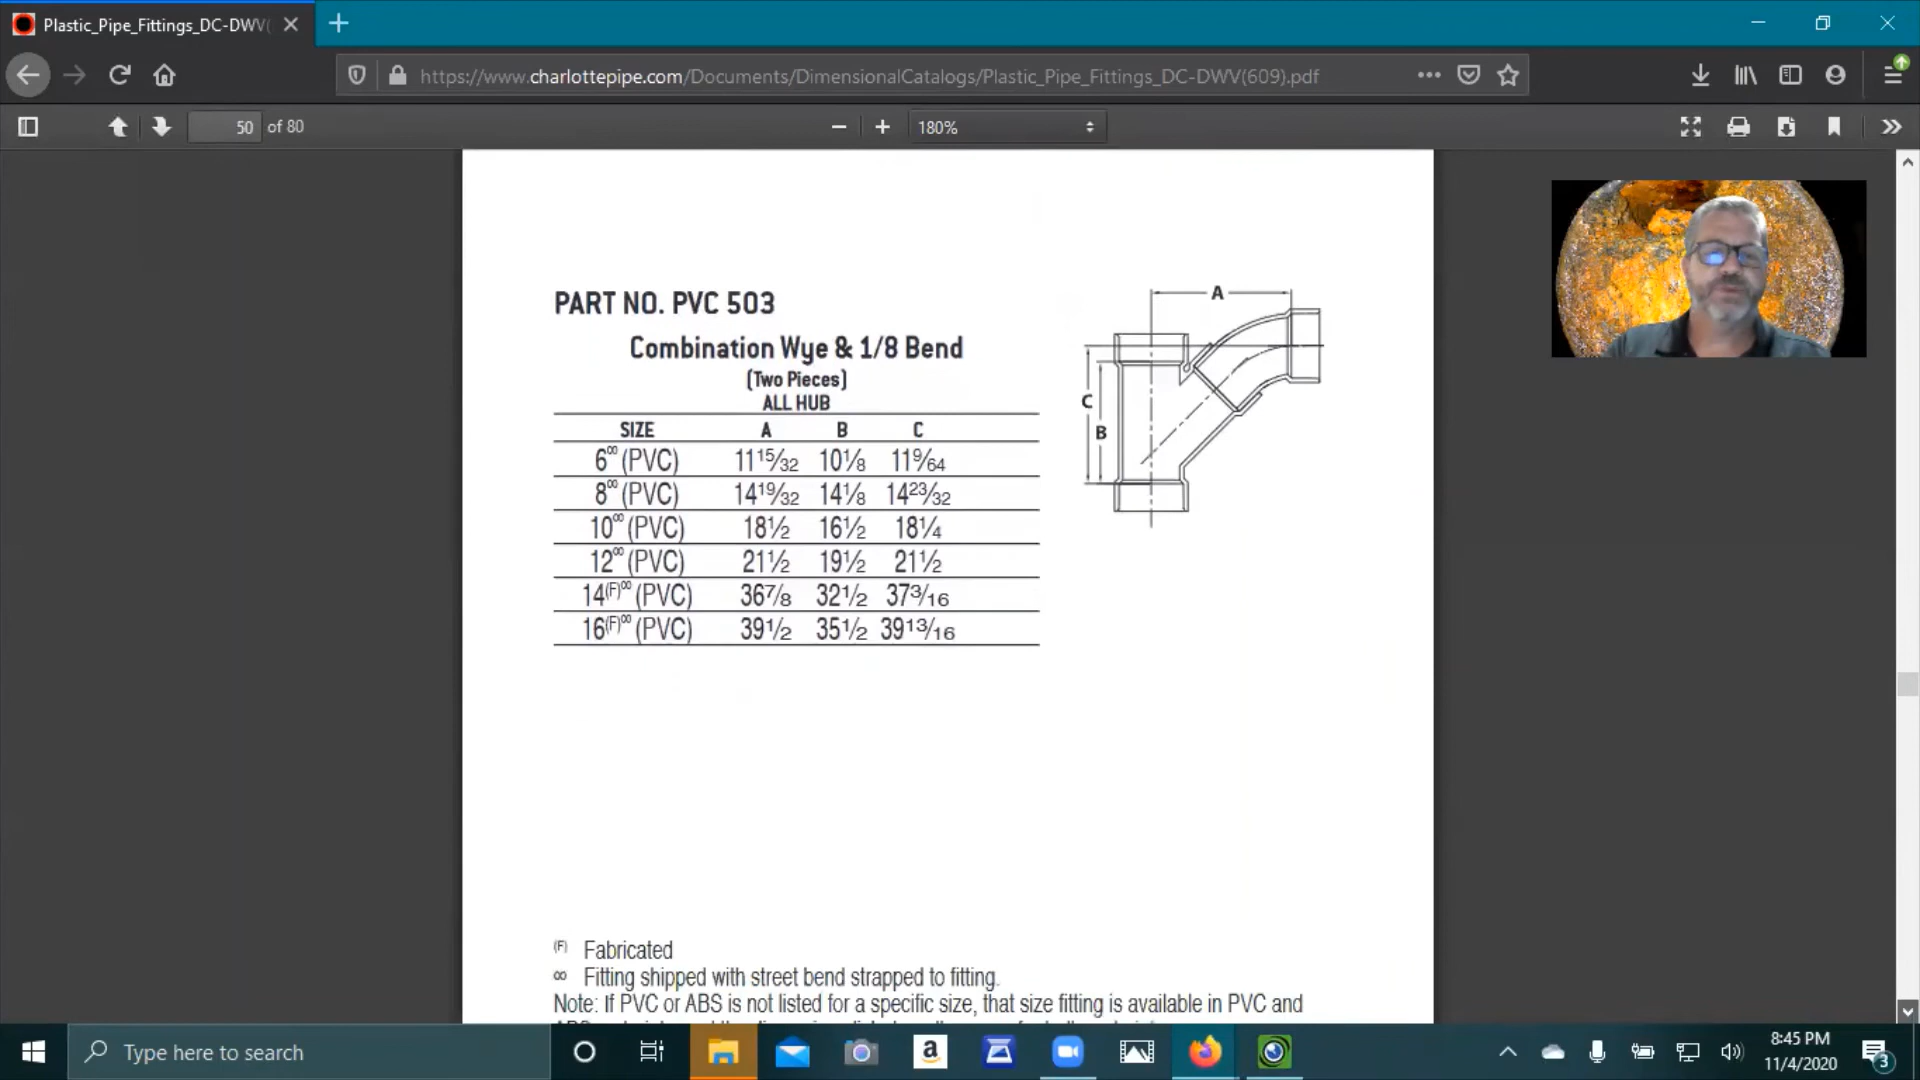 Plastic_Pipe_Fittings_DC-DWV(
https://www.charlottepipe.com/Documents/DimensionalCatalogs/Plastic_Pipe_Fittings_DC-DWV(609).pdf
50 of 80
180%
PART NO. PVC 503
Combination Wye & 1/8 Bend
(Two Pieces)
ALL HUB
SIZE A B C
6∞ (PVC) 11 15/32 10 1/8 11 9/64
8∞ (PVC) 14 19/32 14 1/8 14 23/32
10∞ (PVC) 18 1/2 16 1/2 18 1/4
12∞ (PVC) 21 1/2 19 1/2 21 1/2
14(F)∞ (PVC) 36 7/8 32 1/2 37 3/16
16(F)∞ (PVC) 39 1/2 35 1/2 39 13/16
A
C
B
(F) Fabricated
∞ Fitting shipped with street bend strapped to fitting.
Note: If PVC or ABS is not listed for a specific size, that size fitting is available in PVC and
Type here to search
a
8:45 PM
11/4/2020
3